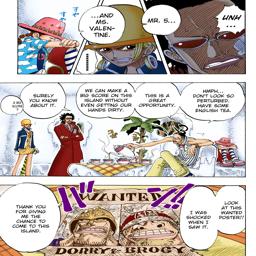 UHN
MR. 5...
...AND
MS.
VALEN-
TINE.
HMPH...
DON'T LOOK SO
PERTURBED.
HAVE SOME
ENGLISH TEA.
THIS IS
A GREAT
OPPORTUNITY.
WE CAN MAKE A
BIG SCORE ON THIS
ISLAND WITHOUT
EVEN GETTING OUR
HANDS DIRTY.
SURELY
YOU KNOW
ABOUT IT.
LOOK AT
THIS
WANTED
POSTER!!
I WAS
SHOCKED
WHEN I
SAW IT.
THANK YOU
FOR GIVING
ME THE
CHANCE TO
COME TO THIS
ISLAND.
WANTED
DORRY & BROGY